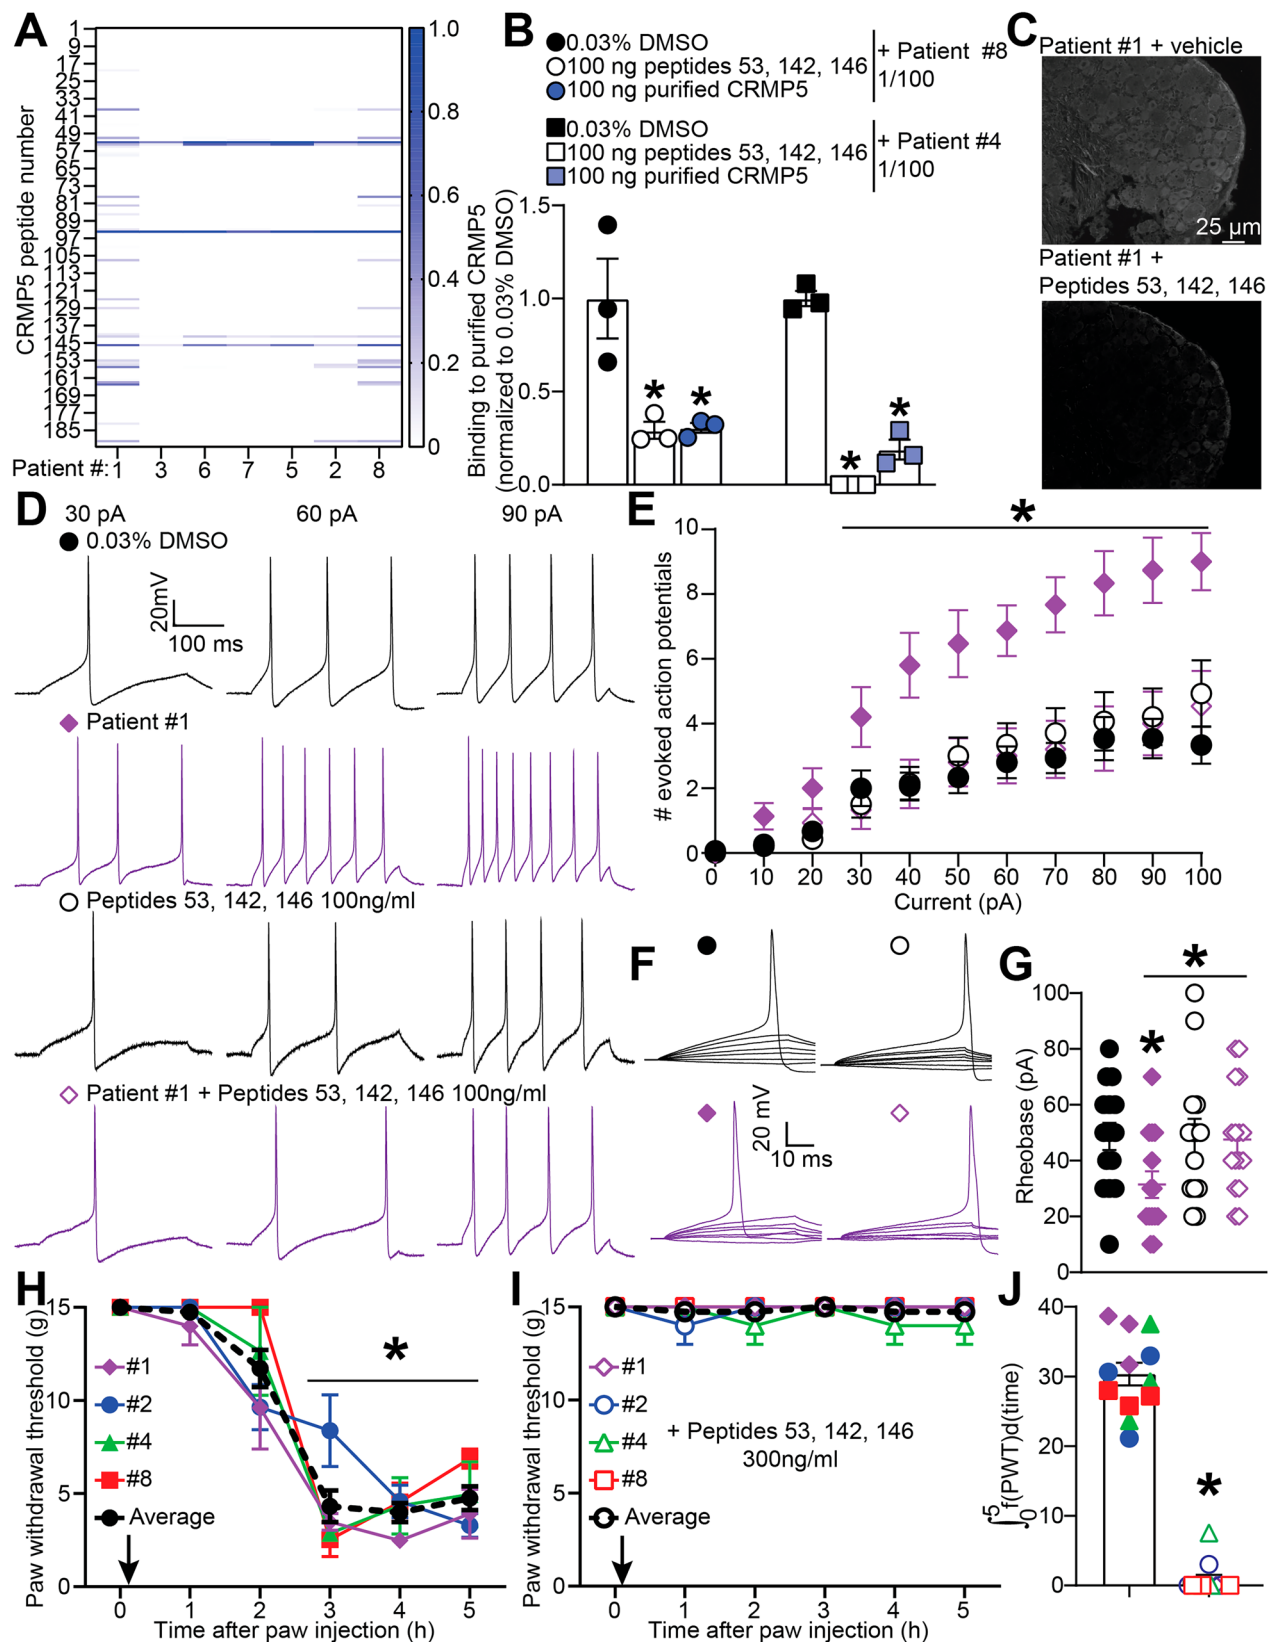 A
CRMP5 peptide number
1
9
17
25
33
41
49
57
65
73
81
89
97
105
113
121
129
137
145
153
161
169
177
185
Patient #: 1 3 6 7 5 2 8
1.0
0.8
0.6
0.4
0.2
0
B
0.03% DMSO
100 ng peptides 53, 142, 146
100 ng purified CRMP5
+ Patient #8
1/100
0.03% DMSO
100 ng peptides 53, 142, 146
100 ng purified CRMP5
+ Patient #4
1/100
Binding to purified CRMP5
(normalized to 0.03% DMSO)
1.5
1.0
0.5
0.0
* * * *
C
Patient #1 + vehicle
25 µm
Patient #1 +
Peptides 53, 142, 146
D
30 pA 60 pA 90 pA
0.03% DMSO
20mV
100 ms
Patient #1
Peptides 53, 142, 146 100ng/ml
Patient #1 + Peptides 53, 142, 146 100ng/ml
E
*
# evoked action potentials
10
8
6
4
2
0
0 10 20 30 40 50 60 70 80 90 100
Current (pA)
F
20 mV
10 ms
G
*
*
Rheobase (pA)
100
80
60
40
20
0
H
Paw withdrawal threshold (g)
15
10
5
0
*
#1
#2
#4
#8
Average
0 1 2 3 4 5
Time after paw injection (h)
I
Paw withdrawal threshold (g)
15
10
5
0
#1
#2
#4
#8
Average
+ Peptides 53, 142, 146
300ng/ml
0 1 2 3 4 5
Time after paw injection (h)
J
∫₀⁵f(PWT)d(time)
40
30
20
10
0
*